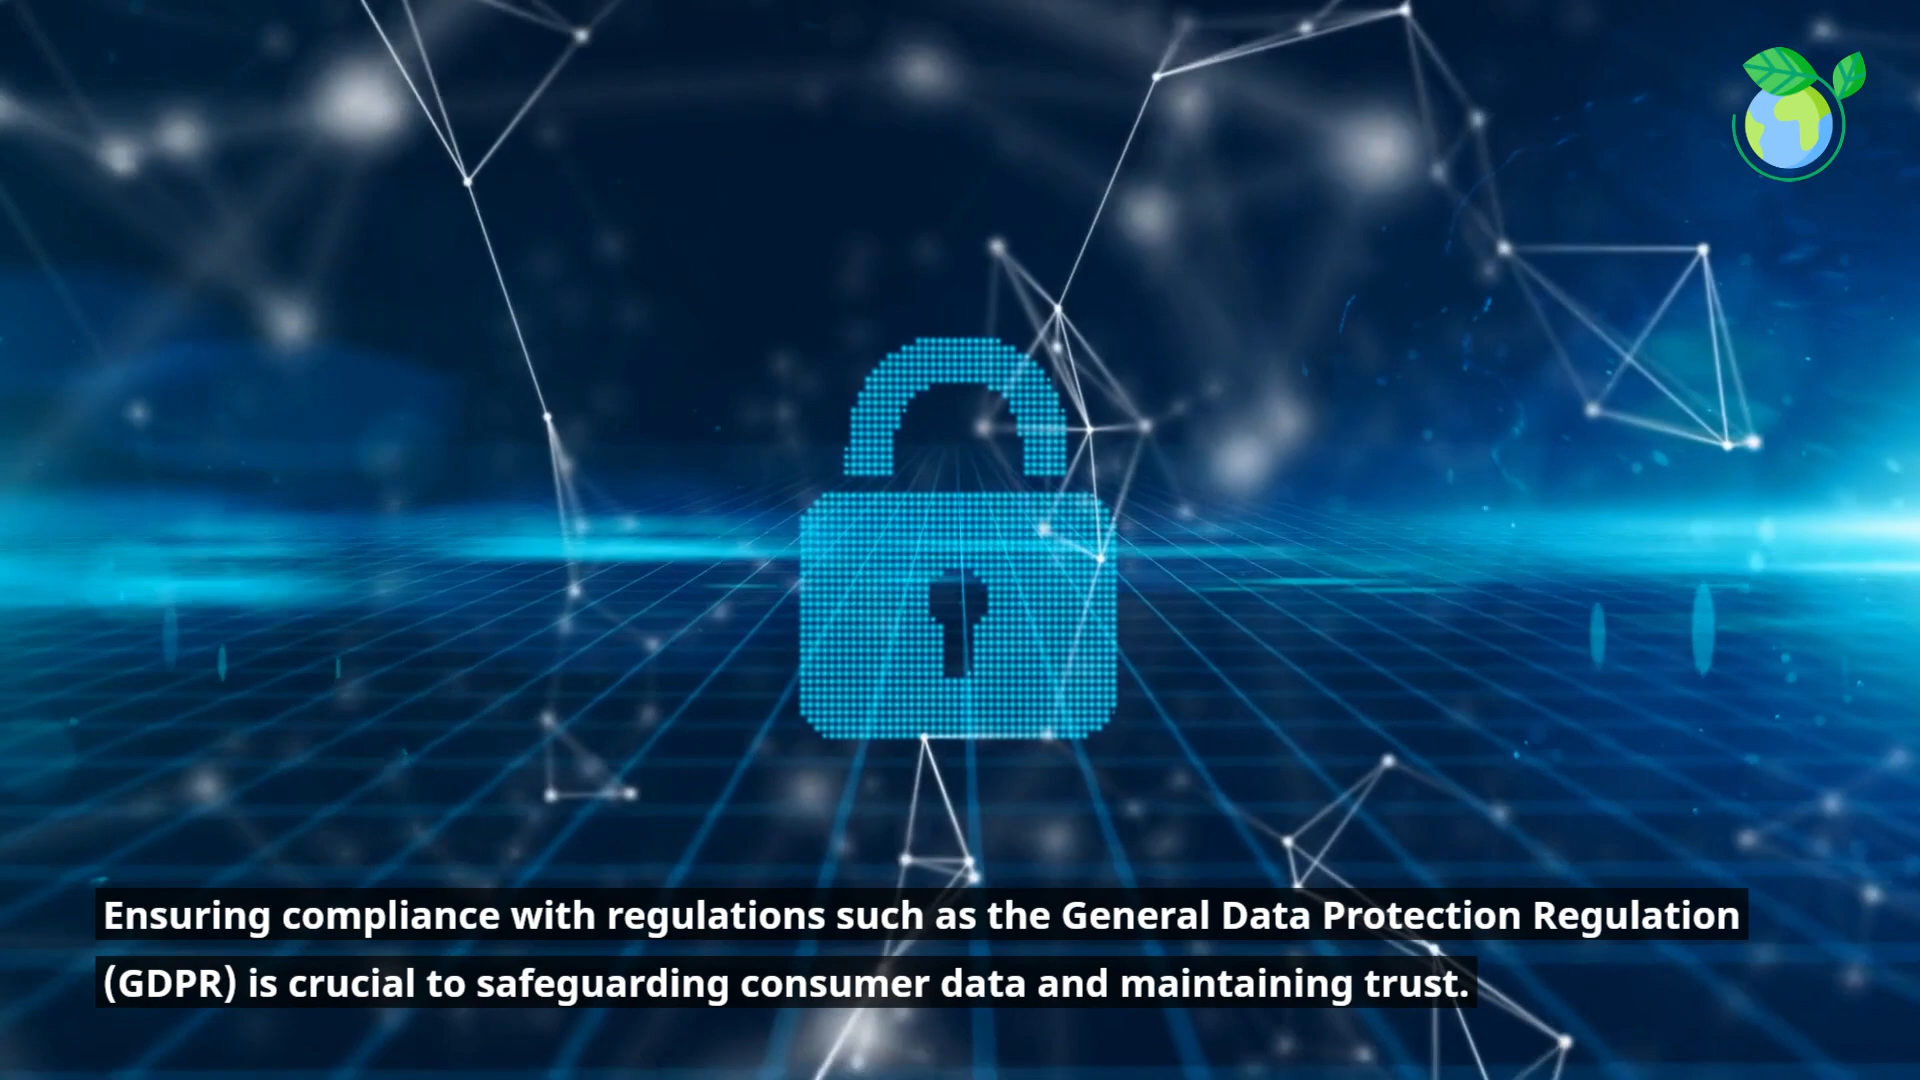 Ensuring compliance with regulations such as the General Data Protection Regulation
(GDPR) is crucial to safeguarding consumer data and maintaining trust.